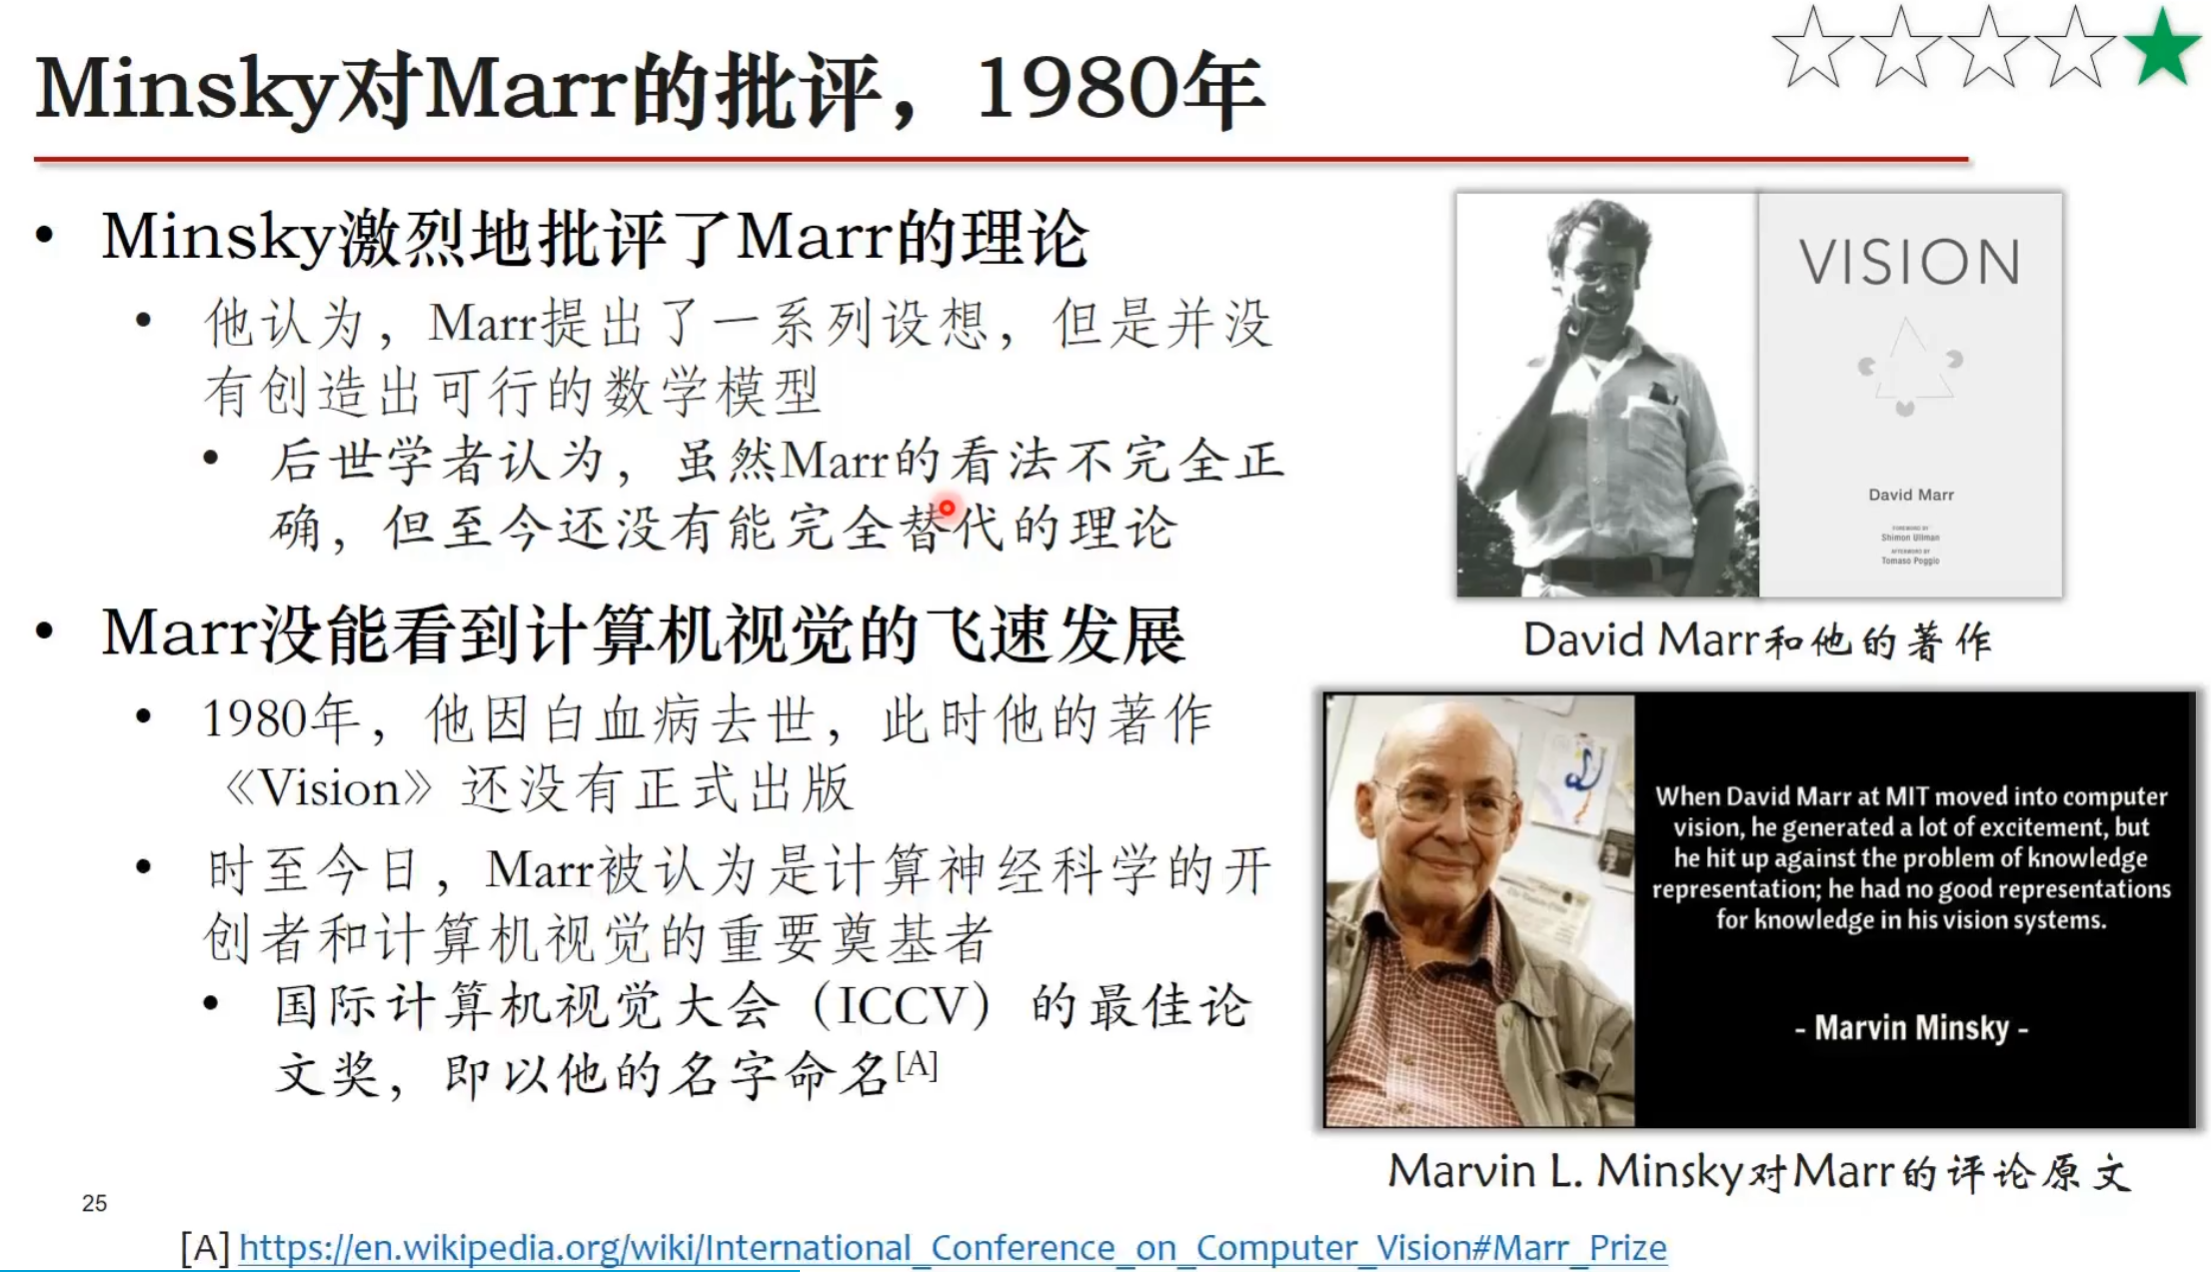 Minsky对Marr的批评，1980年
• Minsky激烈地批评了Marr的理论
• 他认为，Marr提出了一系列设想，但是并没
有创造出可行的数学模型
• 后世学者认为，虽然Marr的看法不完全正
确，但至今还没有能完全替代的理论
• Marr没能看到计算机视觉的飞速发展
• 1980年，他因白血病去世，此时他的著作
《Vision》还没有正式出版
• 时至今日，Marr被认为是计算神经科学的开
创者和计算机视觉的重要奠基者
• 国际计算机视觉大会（ICCV）的最佳论
文奖，即以他的名字命名[A]
VISION
David Marr
FOREWORD BY
Shimon Ullman
AFTERWORD BY
Tomaso Poggio
David Marr和他的著作
When David Marr at MIT moved into computer
vision, he generated a lot of excitement, but
he hit up against the problem of knowledge
representation; he had no good representations
for knowledge in his vision systems.
- Marvin Minsky -
Marvin L. Minsky对Marr的评论原文
25
[A] https://en.wikipedia.org/wiki/International_Conference_on_Computer_Vision#Marr_Prize